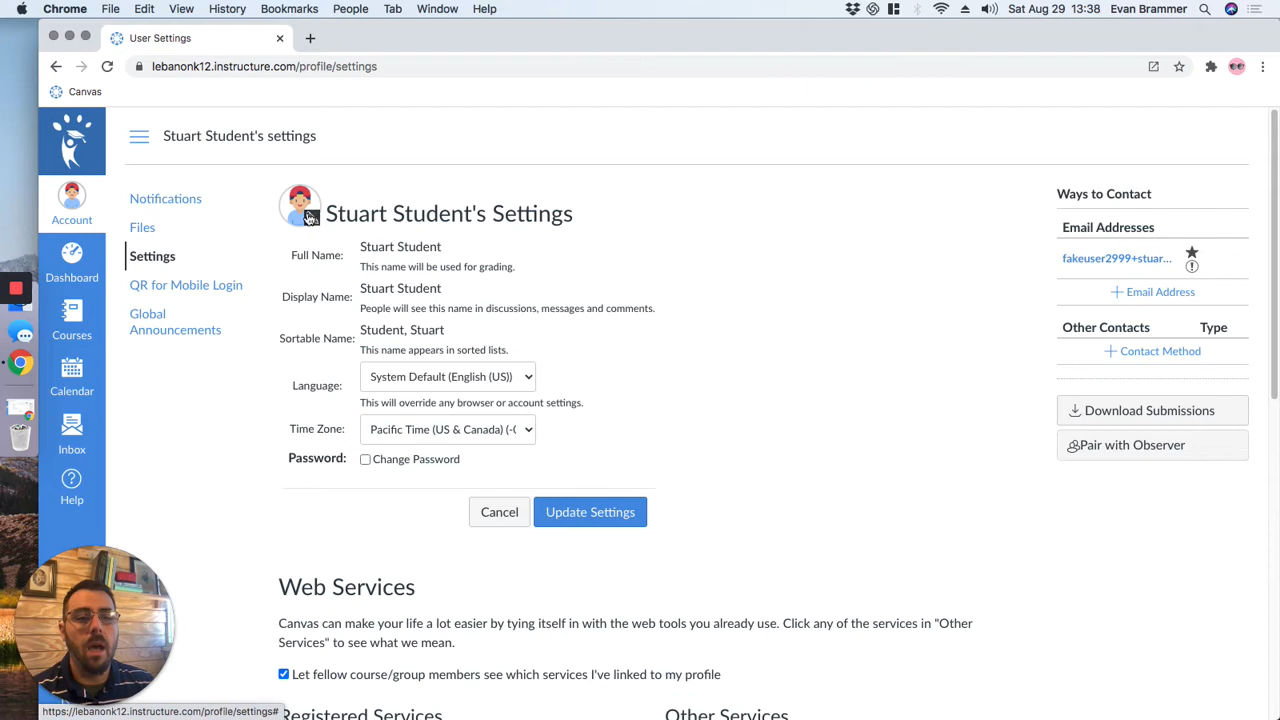 Chrome File Edit View History Bookmarks People Tab Window Help Sat Aug 29 13:38 Evan Brammer
User Settings
lebanonk12.instructure.com/profile/settings
Canvas
Stuart Student's settings
Account
Dashboard
Courses
Calendar
Inbox
Help
Notifications
Files
Settings
QR for Mobile Login
Global
Announcements
Stuart Student's Settings
Full Name: Stuart Student
This name will be used for grading.
Display Name: Stuart Student
People will see this name in discussions, messages and comments.
Sortable Name: Student, Stuart
This name appears in sorted lists.
Language: System Default (English (US))
This will override any browser or account settings.
Time Zone: Pacific Time (US & Canada) (-
Password: Change Password
Cancel Update Settings
Web Services
Canvas can make your life a lot easier by tying itself in with the web tools you already use. Click any of the services in "Other
Services" to see what we mean.
Let fellow course/group members see which services I've linked to my profile
Registered Services Other Services
Ways to Contact
Email Addresses
fakeuser2999+stuar...
+ Email Address
Other Contacts Type
+ Contact Method
Download Submissions
Pair with Observer
https://lebanonk12.instructure.com/profile/settings#